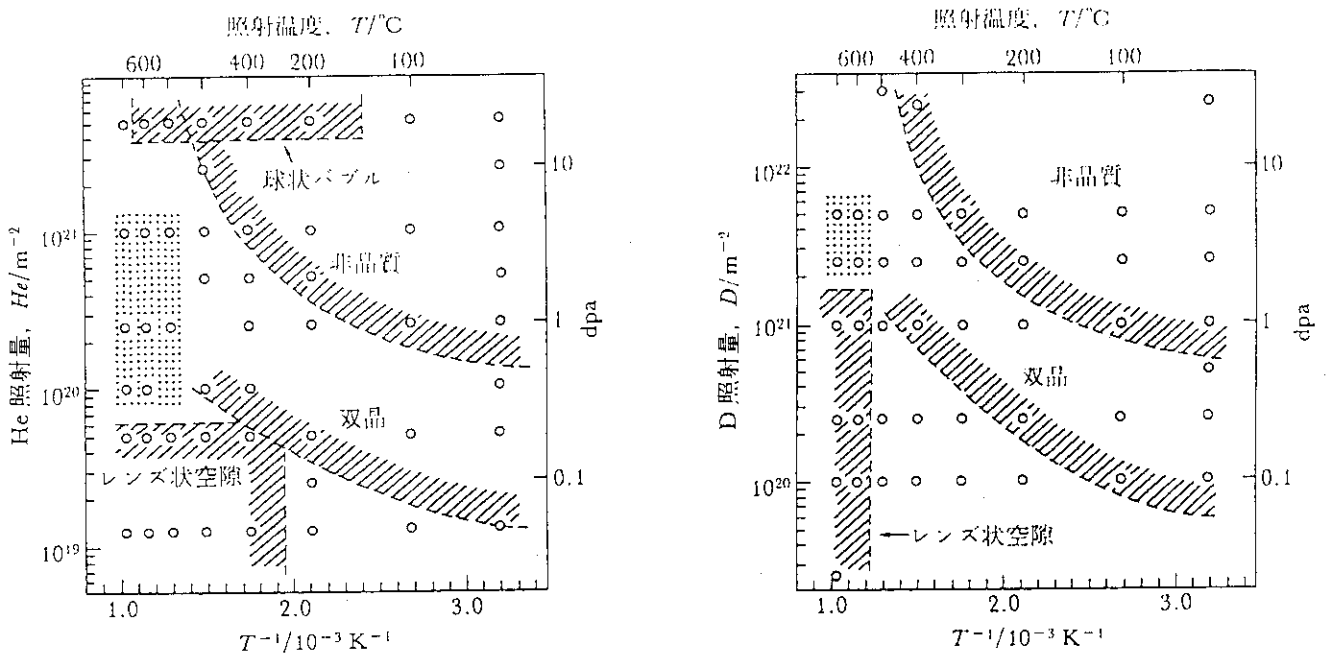 照射温度, T/°C
600 400 200 100
He 照射量, He/m⁻²
10²¹
10²⁰
10¹⁹
球状バブル
非晶質
双晶
レンズ状空隙
10
1
0.1
dpa
1.0 2.0 3.0
T⁻¹/10⁻³ K⁻¹
照射温度, T/°C
600 400 200 100
D 照射量, D/m⁻²
10²²
10²¹
10²⁰
非晶質
双晶
レンズ状空隙
10
1
0.1
dpa
1.0 2.0 3.0
T⁻¹/10⁻³ K⁻¹